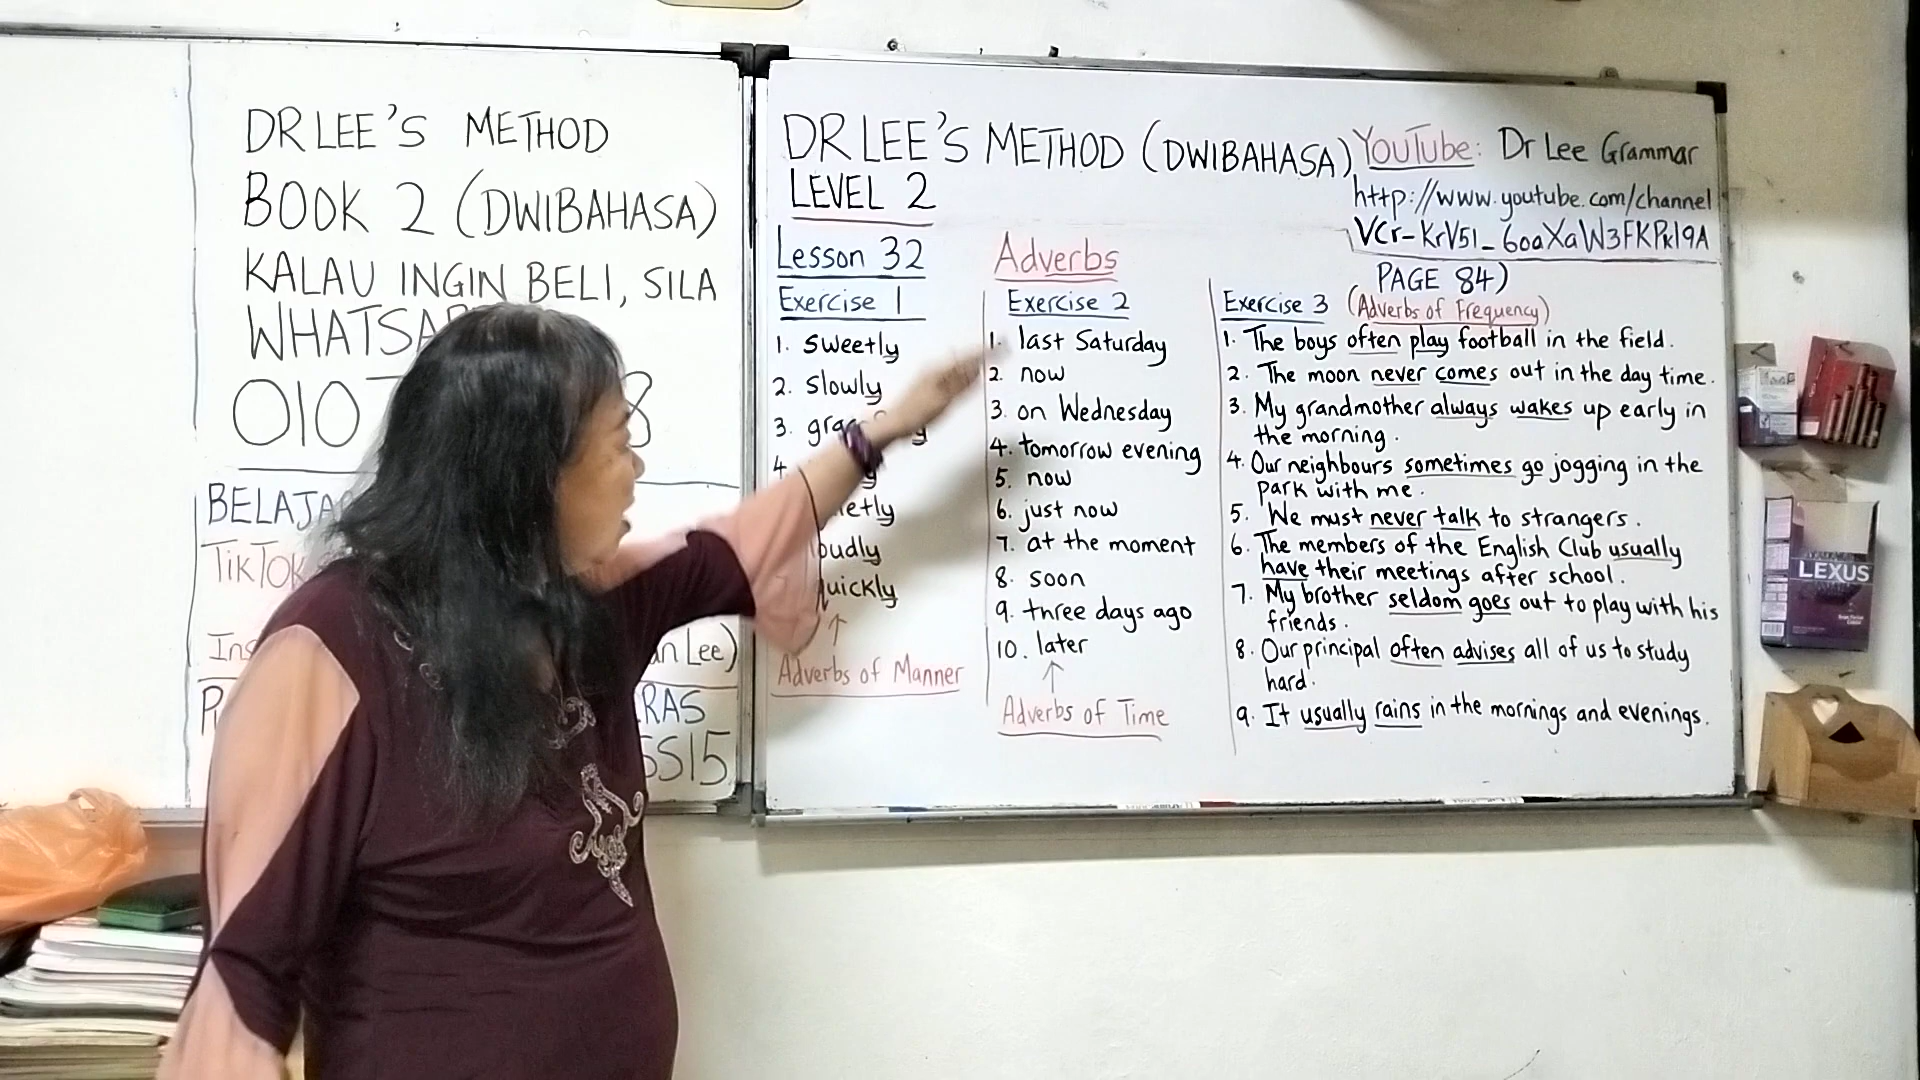 DR LEE'S METHOD
BOOK 2 (DWIBAHASA)
KALAU INGIN BELI, SILA
010
8
TikTok
an Lee)
RAS
SS15
DR LEE'S METHOD (DWIBAHASA)
LEVEL 2
YouTube: Dr Lee Grammar
http://www.youtube.com/channel
VCr-KrV51_6oaXaW3FKPkl9A
PAGE 84)
Lesson 32
Adverbs
Exercise 1
1. sweetly
2. slowly
3.
4.
oudly
quickly
Adverbs of Manner
Exercise 2
1. last Saturday
2. now
3. on Wednesday
4. tomorrow evening
5. now
6. just now
7. at the moment
8. soon
9. three days ago
10. later
Adverbs of Time
Exercise 3 (Adverbs of Frequency)
1. The boys often play football in the field.
2. The moon never comes out in the day time.
3. My grandmother always wakes up early in
the morning.
4. Our neighbours sometimes go jogging in the
park with me.
5. We must never talk to strangers.
6. The members of the English Club usually
have their meetings after school.
7. My brother seldom goes out to play with his
friends.
8. Our principal often advises all of us to study
hard.
9. It usually rains in the mornings and evenings.
LEXUS